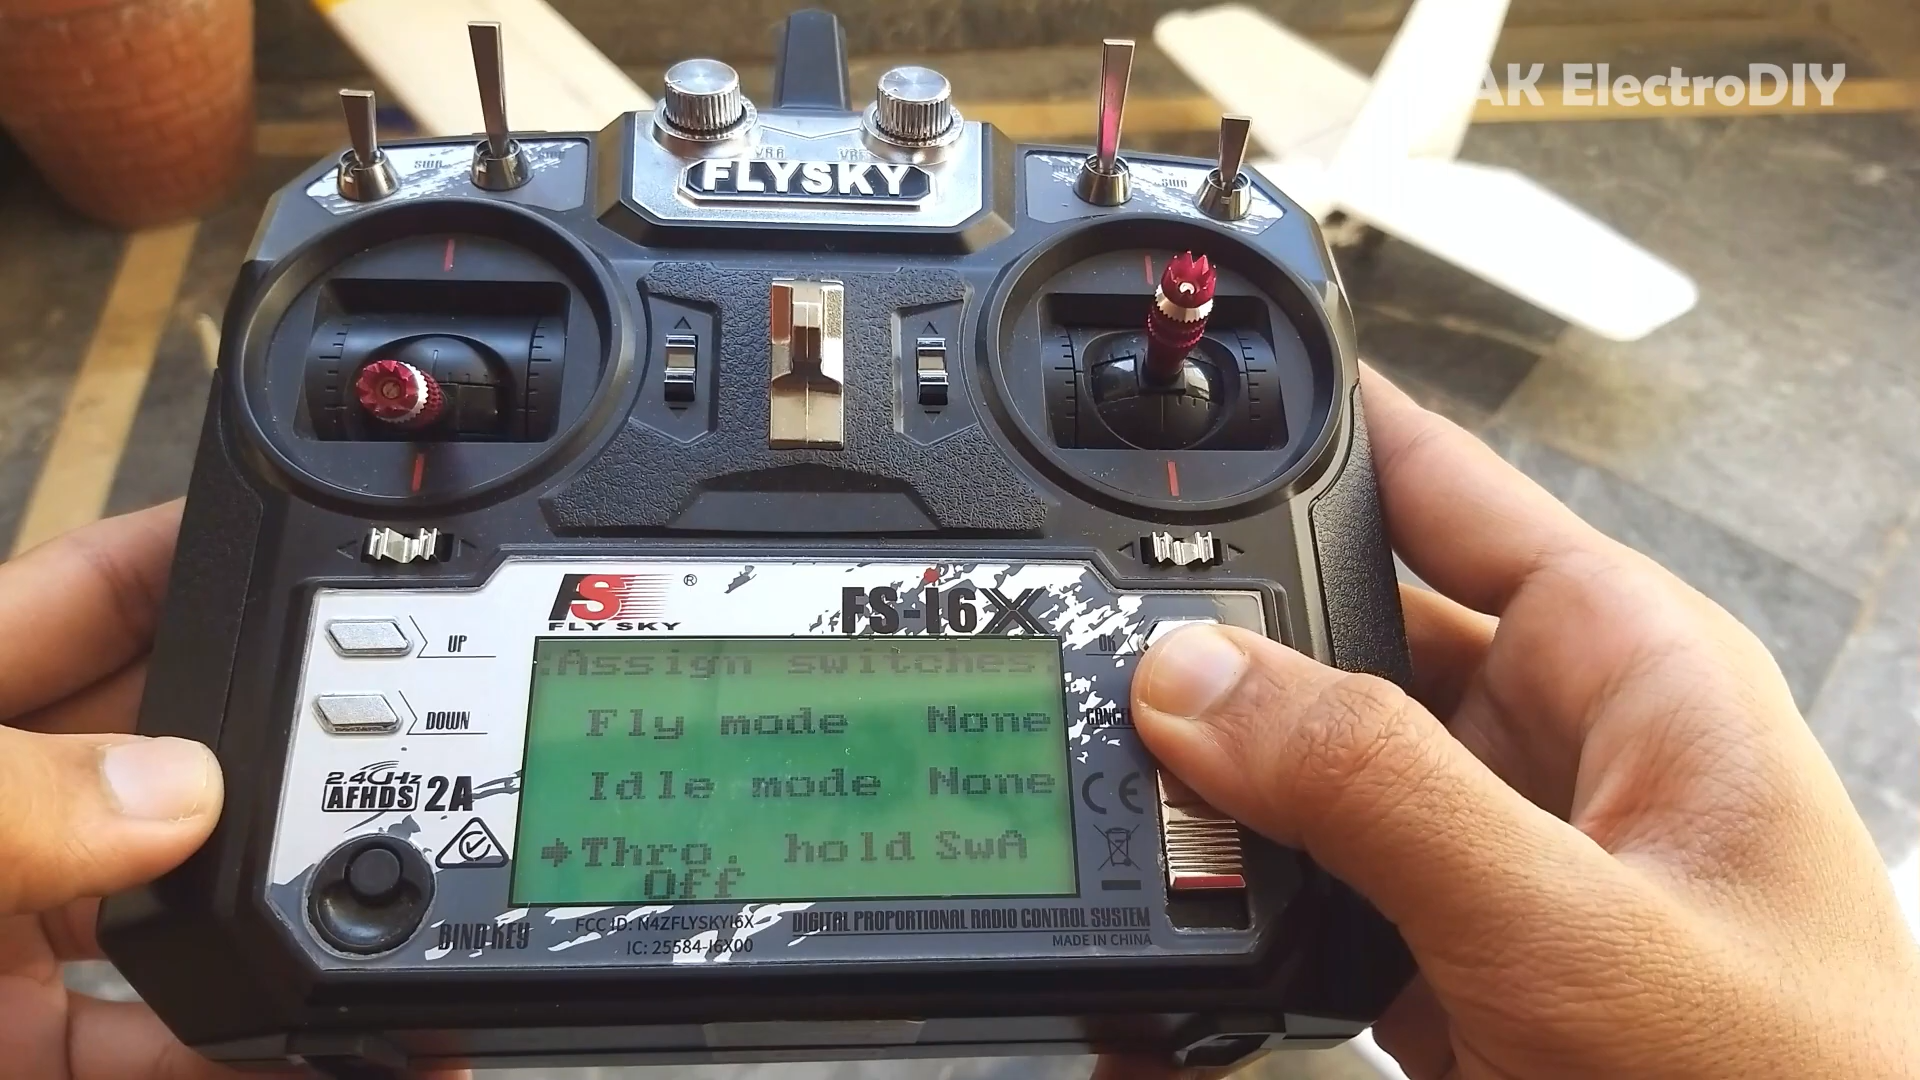 AK ElectroDIY
SWA
VRA
FLYSKY
SWD
FS
®
FLY SKY
FS-i6X
UP
OK
DOWN
CANCEL
Assign switches
Fly mode None
Idle mode None
Thro. hold SwA
Off
2.4GHz
AFHDS 2A
CE
BIND KEY
FCC ID: N4ZFLYSKYI6X
IC: 25584-I6X00
DIGITAL PROPORTIONAL RADIO CONTROL SYSTEM
MADE IN CHINA